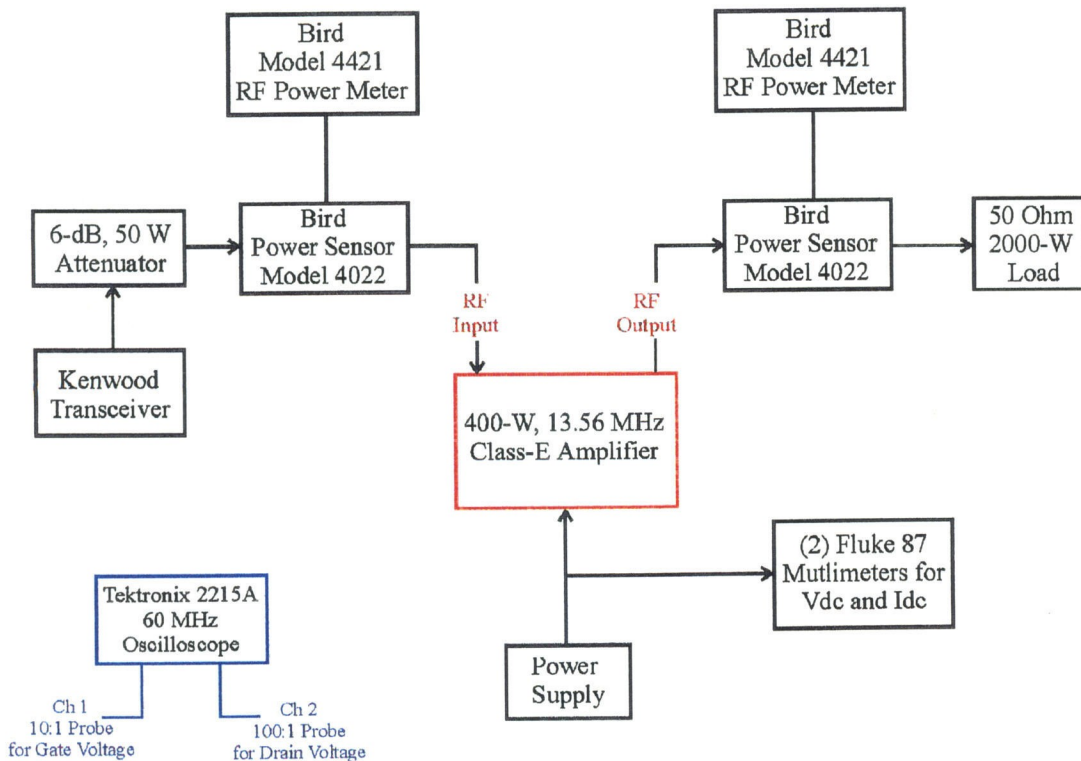 Bird
Model 4421
RF Power Meter
Bird
Model 4421
RF Power Meter
6-dB, 50 W
Attenuator
Bird
Power Sensor
Model 4022
Bird
Power Sensor
Model 4022
50 Ohm
2000-W
Load
RF
Input
RF
Output
Kenwood
Transceiver
400-W, 13.56 MHz
Class-E Amplifier
(2) Fluke 87
Mutlimeters for
Vdc and Idc
Tektronix 2215A
60 MHz
Oscilloscope
Power
Supply
Ch 1
10:1 Probe
for Gate Voltage
Ch 2
100:1 Probe
for Drain Voltage